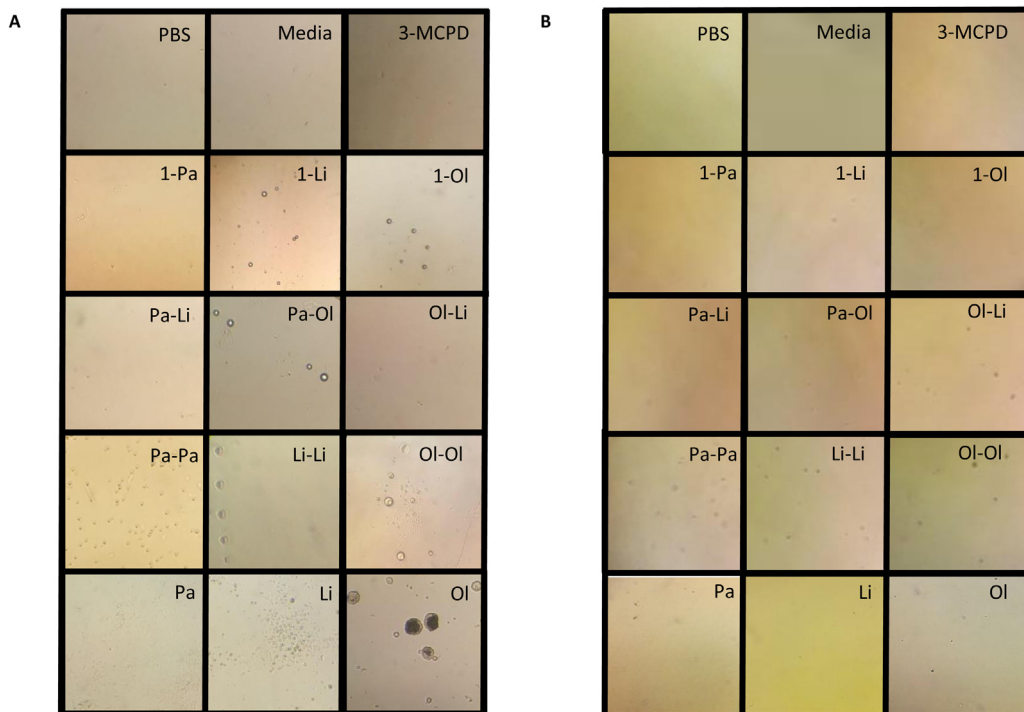 A
PBS Media 3-MCPD
1-Pa 1-Li 1-Ol
Pa-Li Pa-Ol Ol-Li
Pa-Pa Li-Li Ol-Ol
Pa Li Ol
B
PBS Media 3-MCPD
1-Pa 1-Li 1-Ol
Pa-Li Pa-Ol Ol-Li
Pa-Pa Li-Li Ol-Ol
Pa Li Ol